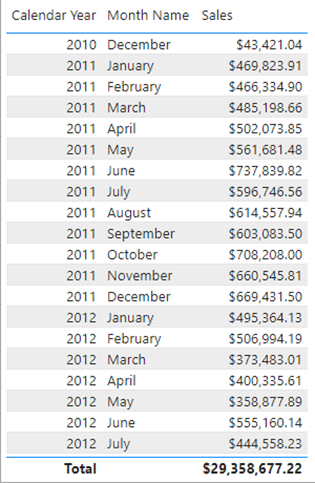 Calendar Year Month Name Sales
2010 December $43,421.04
2011 January $469,823.91
2011 February $466,334.90
2011 March $485,198.66
2011 April $502,073.85
2011 May $561,681.48
2011 June $737,839.82
2011 July $596,746.56
2011 August $614,557.94
2011 September $603,083.50
2011 October $708,208.00
2011 November $660,545.81
2011 December $669,431.50
2012 January $495,364.13
2012 February $506,994.19
2012 March $373,483.01
2012 April $400,335.61
2012 May $358,877.89
2012 June $555,160.14
2012 July $444,558.23
Total $29,358,677.22